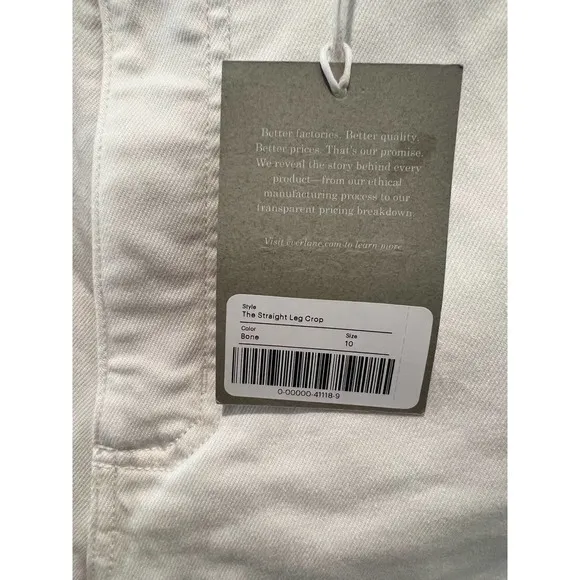 Better factories. Better quality.
Better prices. That's our promise.
We reveal the story behind every
product—from our ethical
manufacturing process to our
transparent pricing breakdown
Visit everlane.com to learn more
Style
The Straight Leg Crop
Color Size
Bone 10
0-00000-41118-9